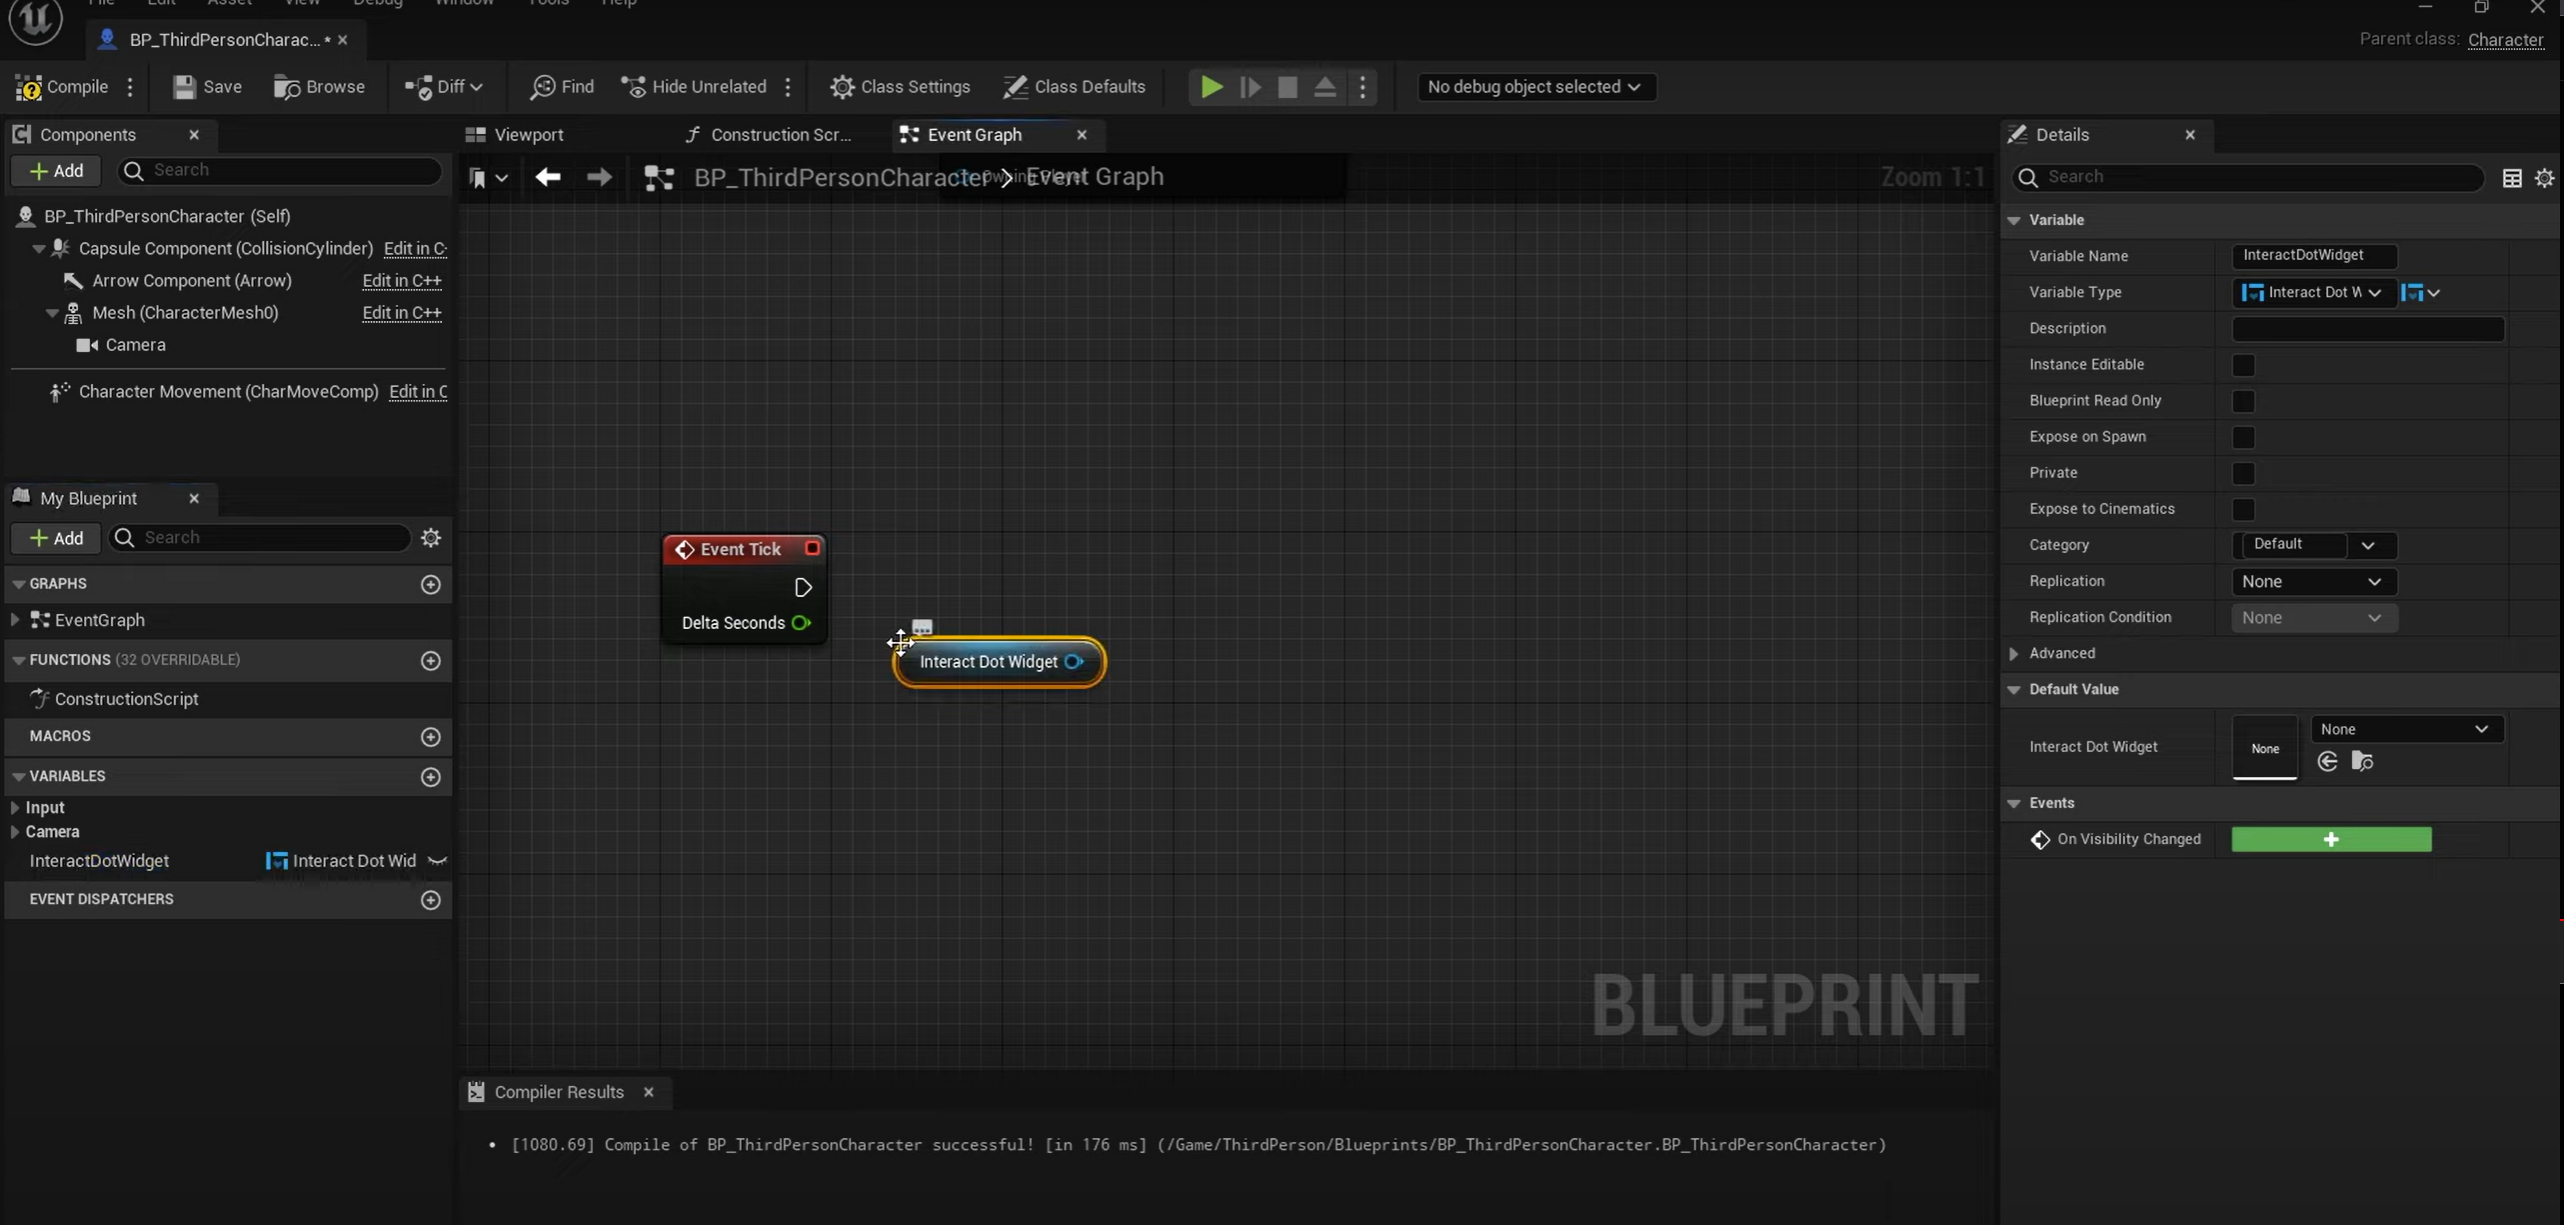 File Edit Asset View Debug Window Tools Help
BP_ThirdPersonCharac... *
Parent class: Character
Compile Save Browse Diff Find Hide Unrelated Class Settings Class Defaults No debug object selected
Components
Add Search
BP_ThirdPersonCharacter (Self)
Capsule Component (CollisionCylinder) Edit in C
Arrow Component (Arrow) Edit in C++
Mesh (CharacterMesh0) Edit in C++
Camera
Character Movement (CharMoveComp) Edit in C
My Blueprint
Add Search
GRAPHS
EventGraph
FUNCTIONS (32 OVERRIDABLE)
ConstructionScript
MACROS
VARIABLES
Input
Camera
InteractDotWidget Interact Dot Wid
EVENT DISPATCHERS
Viewport Construction Scr... Event Graph
BP_ThirdPersonCharacter > Event Graph Zoom 1:1
Owning Player
Event Tick
Delta Seconds
Interact Dot Widget
BLUEPRINT
Compiler Results
• [1080.69] Compile of BP_ThirdPersonCharacter successful! [in 176 ms] (/Game/ThirdPerson/Blueprints/BP_ThirdPersonCharacter.BP_ThirdPersonCharacter)
Details
Search
Variable
Variable Name InteractDotWidget
Variable Type Interact Dot W
Description
Instance Editable
Blueprint Read Only
Expose on Spawn
Private
Expose to Cinematics
Category Default
Replication None
Replication Condition None
Advanced
Default Value
Interact Dot Widget None None
Events
On Visibility Changed